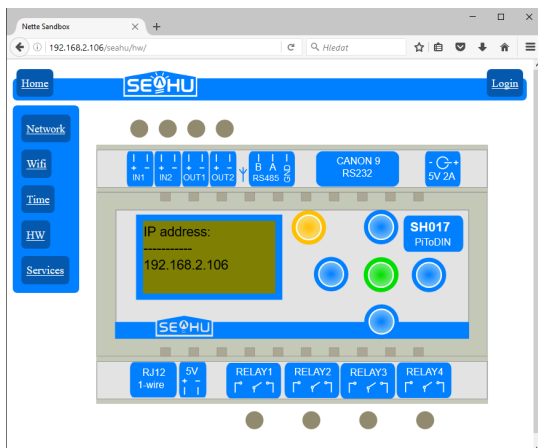 Nette Sandbox
192.168.2.106/seahu/hw/
Hledat
Home
SEAHU
Login
Network
Wifi
Time
HW
Services
IN1
IN2
OUT1
OUT2
B A GND
RS485
CANON 9
RS232
- +
5V 2A
IP address:
-----------
192.168.2.106
SH017
PiToDIN
SEAHU
RJ12
1-wire
5V
+ -
RELAY1
RELAY2
RELAY3
RELAY4